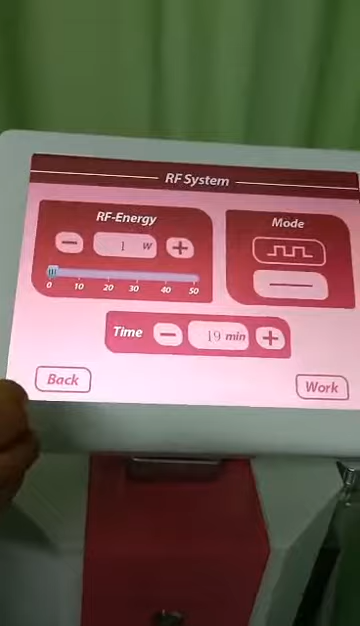 RF System
RF-Energy
1 W
0 10 20 30 40 50
Mode
Time 19 min
Back
Work